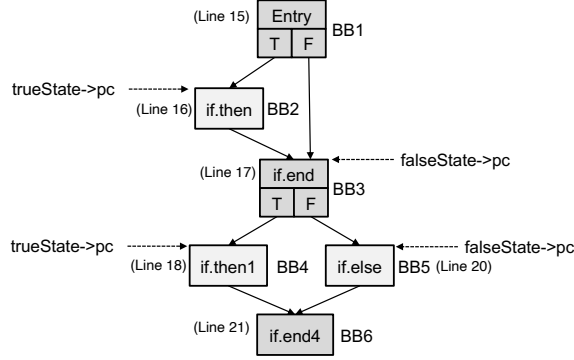 (Line 15) Entry BB1
T F
trueState->pc
(Line 16) if.then BB2
(Line 17) if.end BB3
falseState->pc
T F
trueState->pc
falseState->pc
(Line 18) if.then1 BB4 if.else BB5 (Line 20)
(Line 21) if.end4 BB6